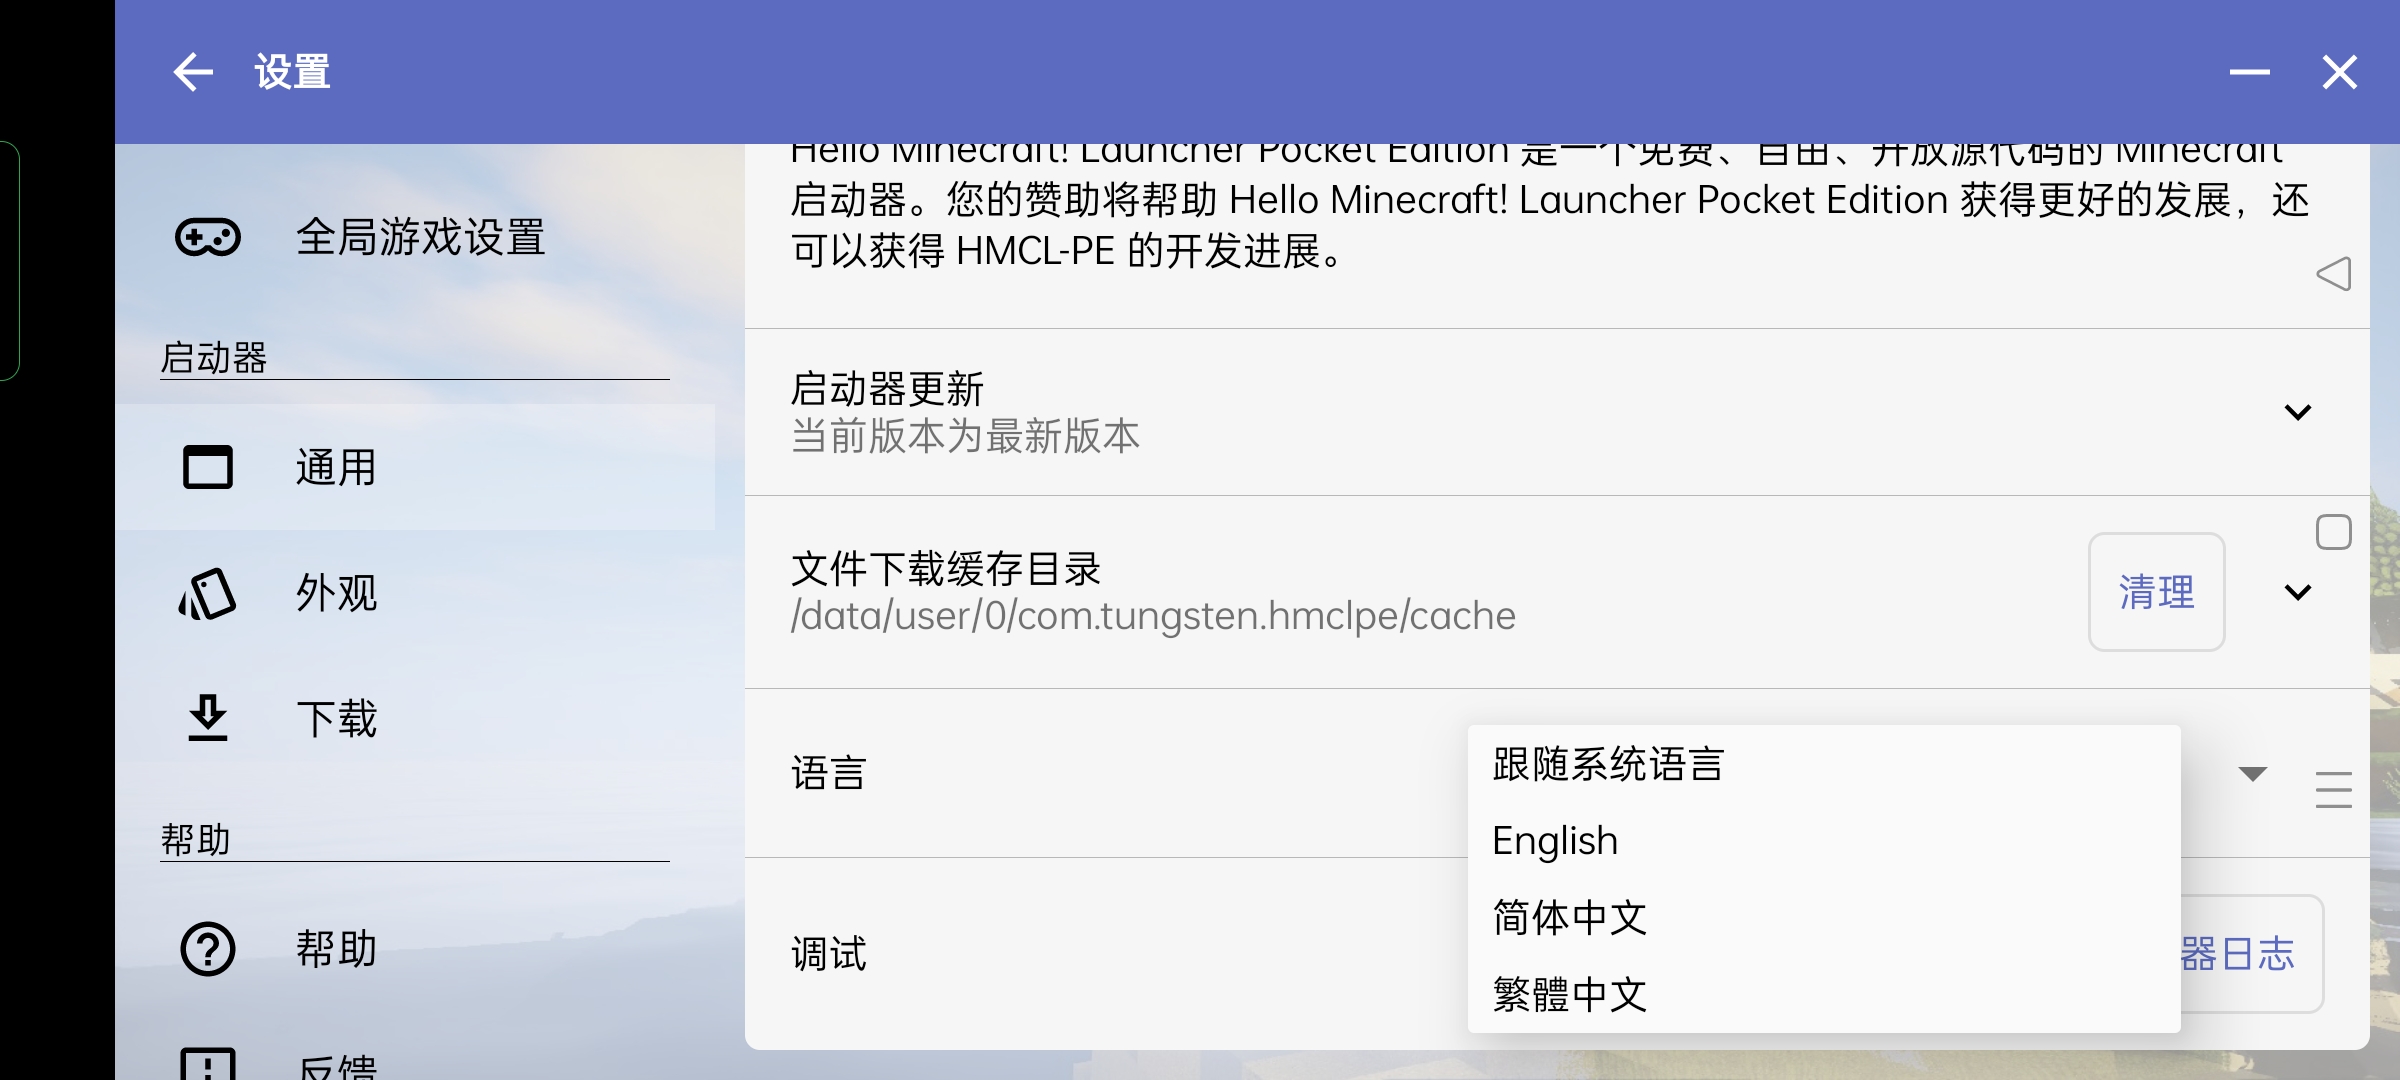 设置
全局游戏设置
启动器
通用
外观
下载
帮助
帮助
反馈
Hello Minecraft! Launcher Pocket Edition 是一个免费、自由、开放源代码的 Minecraft
启动器。您的赞助将帮助 Hello Minecraft! Launcher Pocket Edition 获得更好的发展，还
可以获得 HMCL-PE 的开发进展。
启动器更新
当前版本为最新版本
文件下载缓存目录
/data/user/0/com.tungsten.hmclpe/cache
清理
语言
跟随系统语言
English
简体中文
繁體中文
调试
器日志